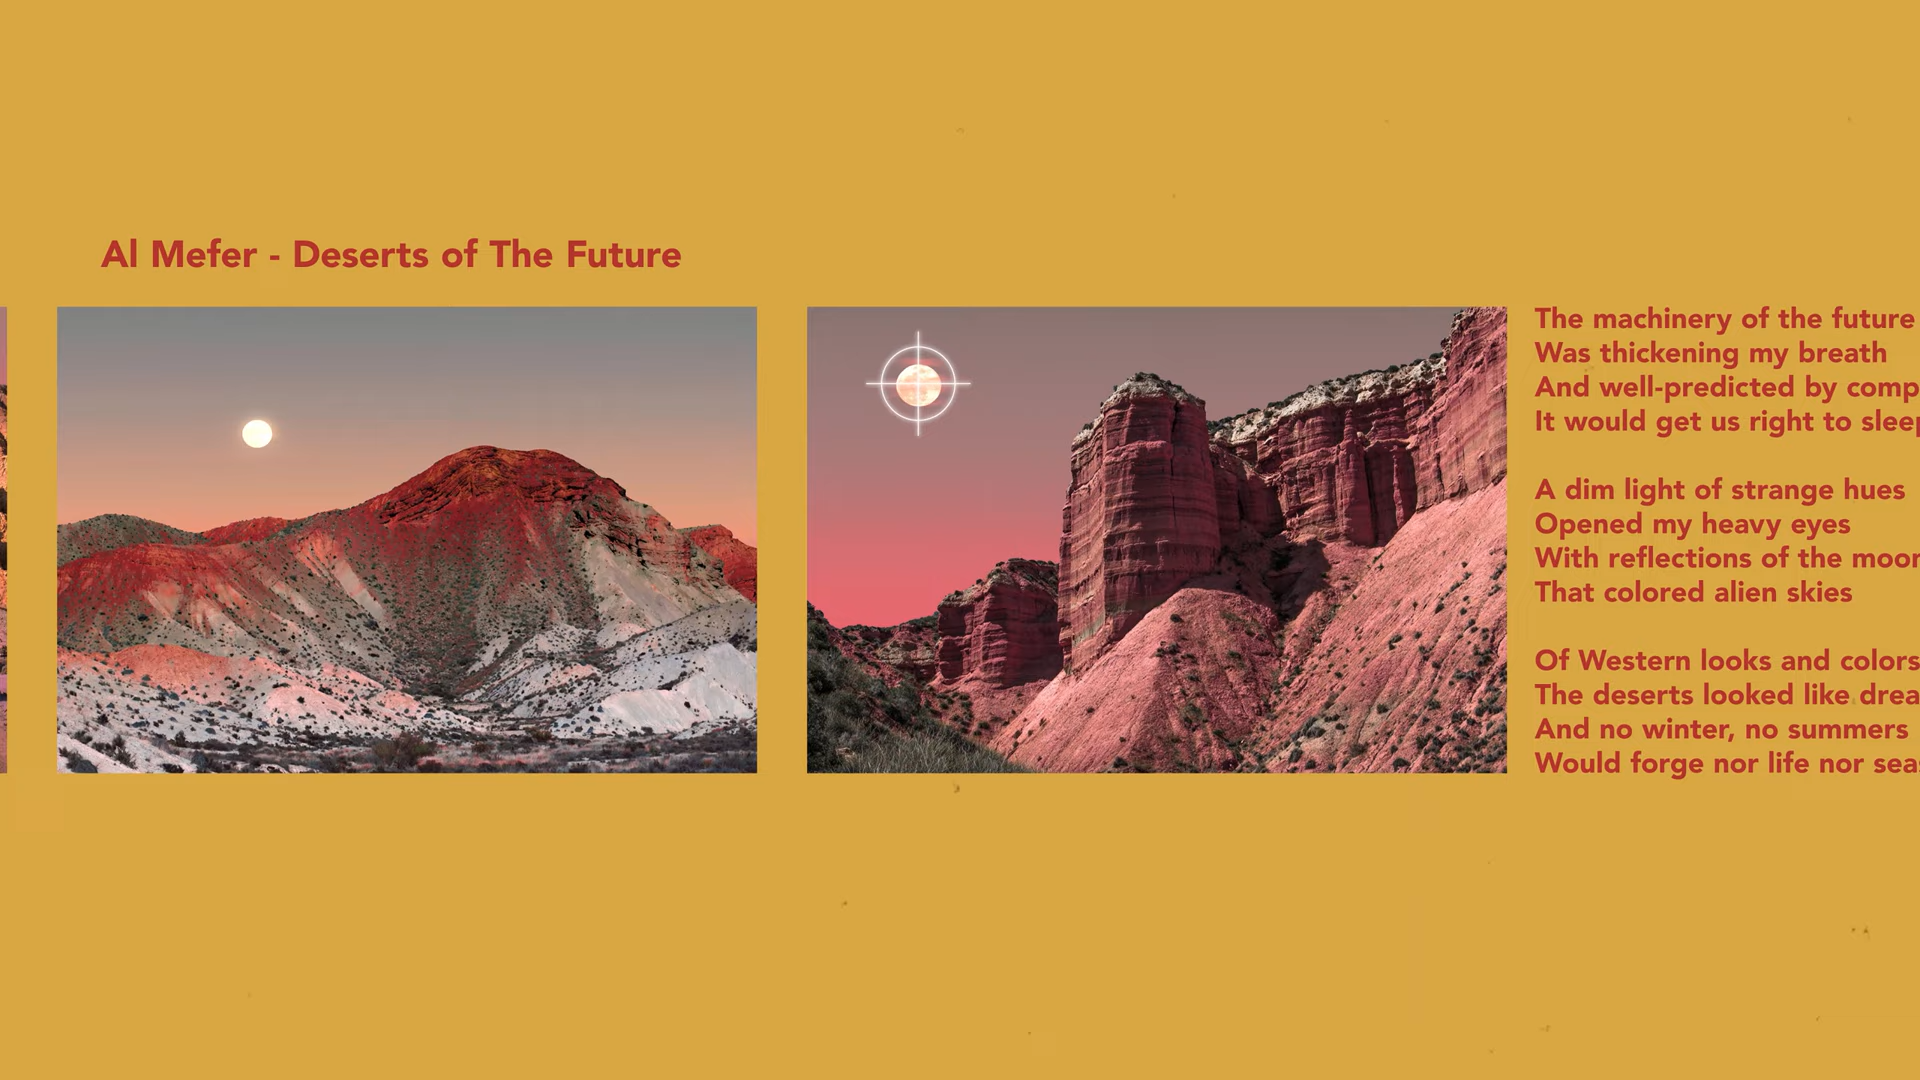 Al Mefer - Deserts of The Future
The machinery of the future
Was thickening my breath
And well-predicted by
It would get us right to
A dim light of strange hues
Opened my heavy eyes
With reflections of the
That colored alien skies
Of Western looks and colors
The deserts looked like
And no winter, no summers
Would forge nor life nor